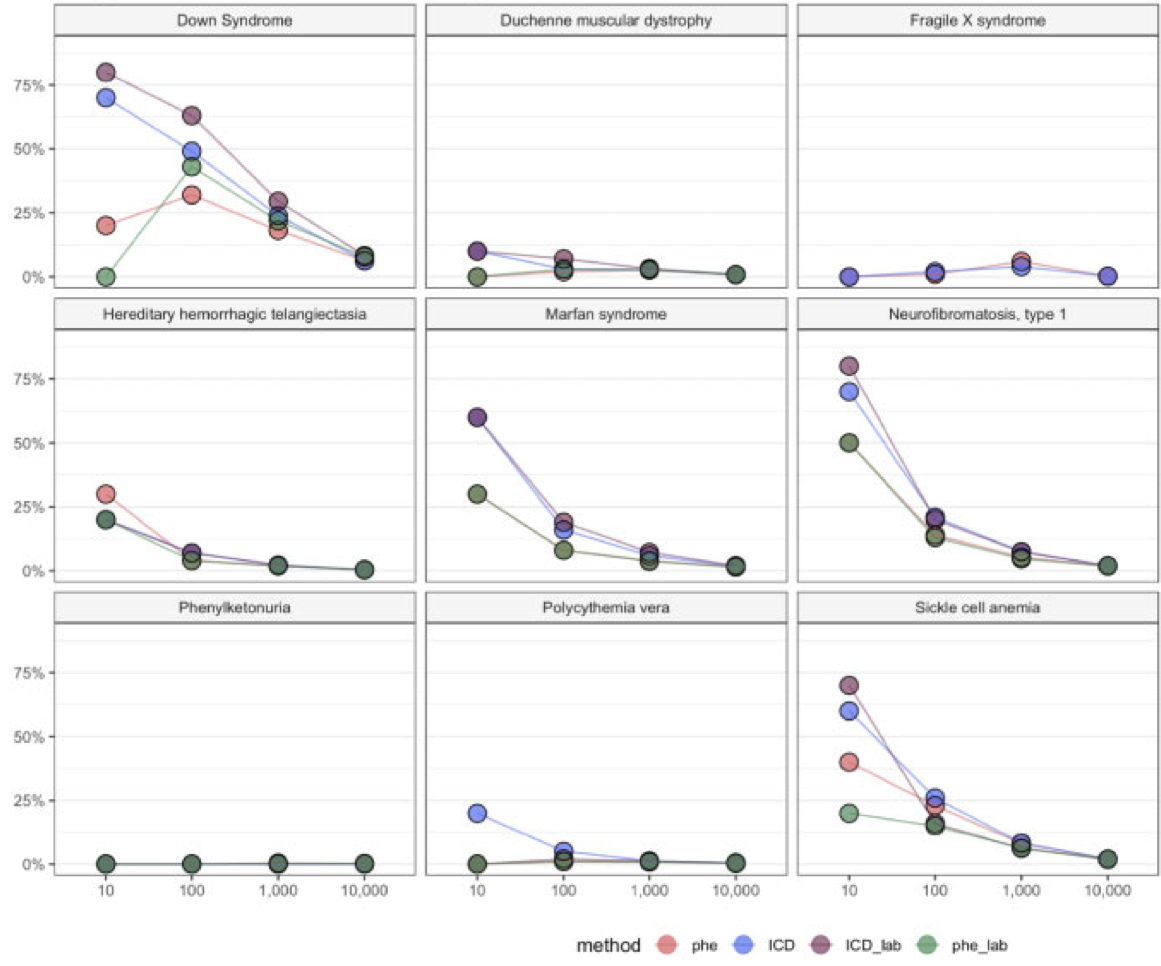 Down Syndrome
Duchenne muscular dystrophy
Fragile X syndrome
75%
50%
25%
0%
Hereditary hemorrhagic telangiectasia
Marfan syndrome
Neurofibromatosis, type 1
75%
50%
25%
0%
Phenylketonuria
Polycythemia vera
Sickle cell anemia
75%
50%
25%
0%
10 100 1,000 10,000
10 100 1,000 10,000
10 100 1,000 10,000
method phe ICD ICD_lab phe_lab